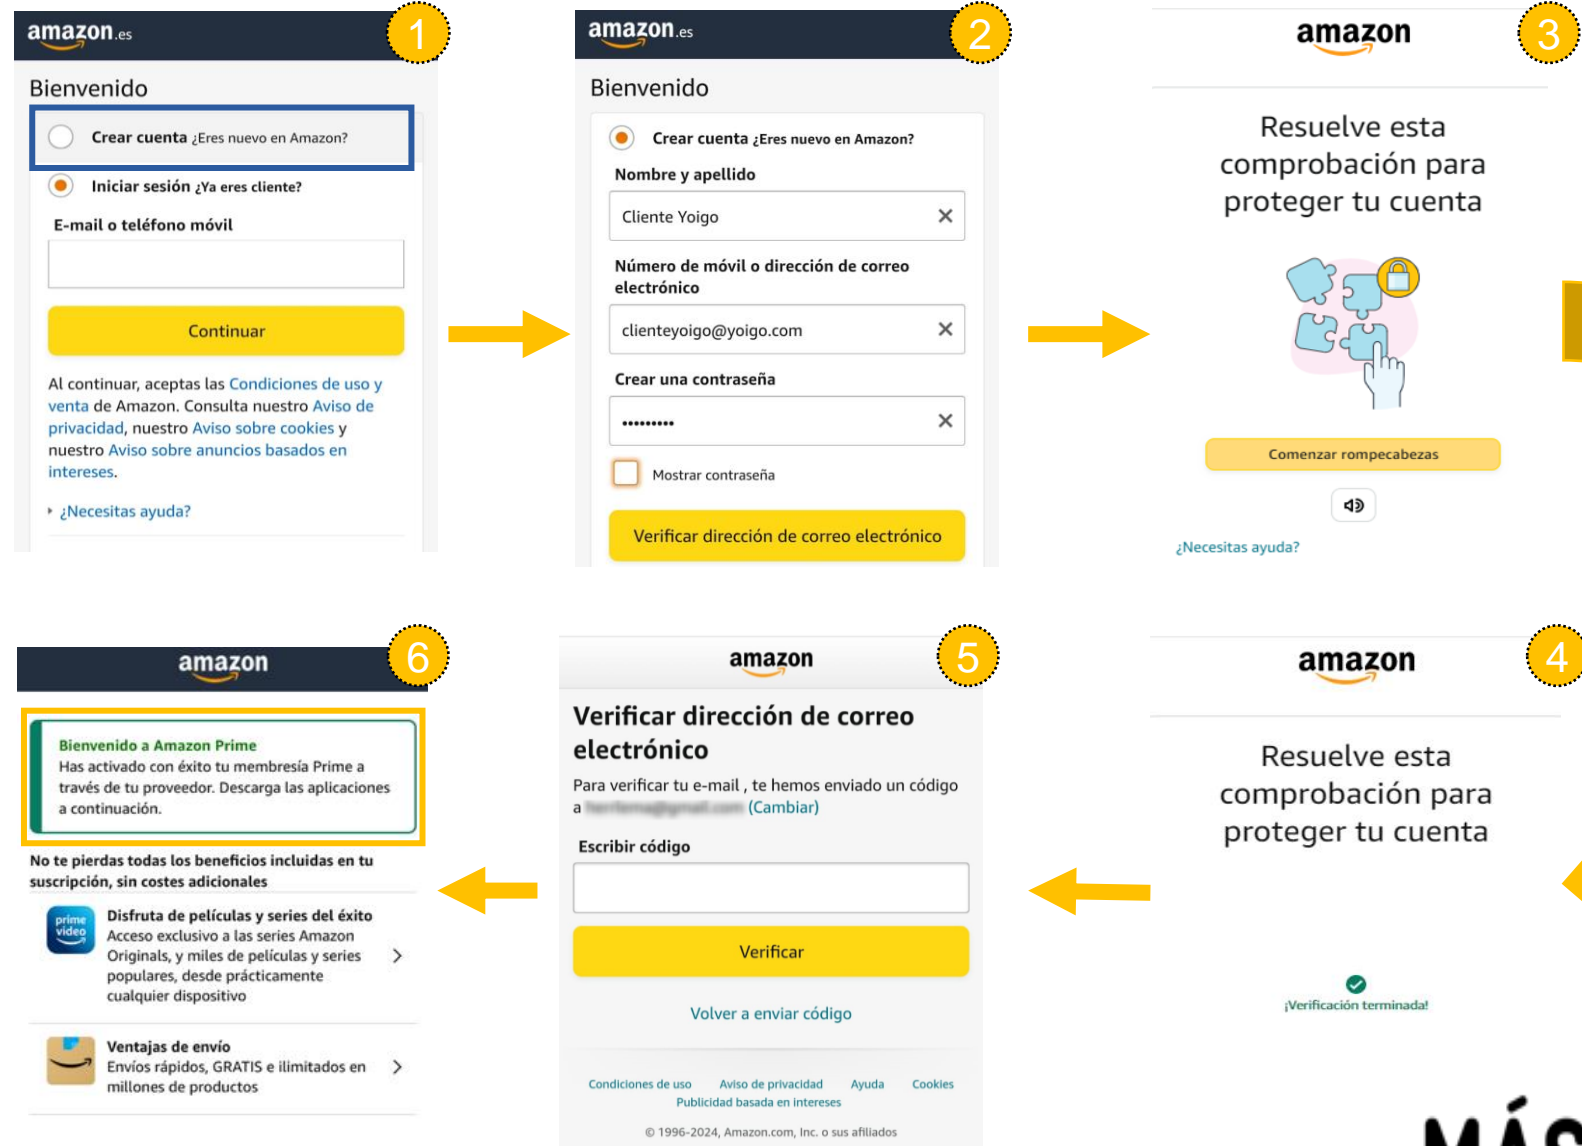 amazon.es
1
Bienvenido
Crear cuenta ¿Eres nuevo en Amazon?
Iniciar sesión ¿Ya eres cliente?
E-mail o teléfono móvil
Continuar
Al continuar, aceptas las Condiciones de uso y
venta de Amazon. Consulta nuestro Aviso de
privacidad, nuestro Aviso sobre cookies y
nuestro Aviso sobre anuncios basados en
intereses.
¿Necesitas ayuda?
amazon.es
2
Bienvenido
Crear cuenta ¿Eres nuevo en Amazon?
Nombre y apellido
Cliente Yoigo
Número de móvil o dirección de correo
electrónico
clienteyoigo@yoigo.com
Crear una contraseña
•••••••••
Mostrar contraseña
Verificar dirección de correo electrónico
amazon
3
Resuelve esta
comprobación para
proteger tu cuenta
Comenzar rompecabezas
¿Necesitas ayuda?
amazon
4
Resuelve esta
comprobación para
proteger tu cuenta
¡Verificación terminada!
amazon
5
Verificar dirección de correo
electrónico
Para verificar tu e-mail , te hemos enviado un código
a (Cambiar)
Escribir código
Verificar
Volver a enviar código
Condiciones de uso Aviso de privacidad Ayuda Cookies
Publicidad basada en intereses
© 1996-2024, Amazon.com, Inc. o sus afiliados
amazon
6
Bienvenido a Amazon Prime
Has activado con éxito tu membresía Prime a
través de tu proveedor. Descarga las aplicaciones
a continuación.
No te pierdas todas los beneficios incluidas en tu
suscripción, sin costes adicionales
prime
video
Disfruta de películas y series del éxito
Acceso exclusivo a las series Amazon
Originals, y miles de películas y series
populares, desde prácticamente
cualquier dispositivo
Ventajas de envío
Envíos rápidos, GRATIS e ilimitados en
millones de productos